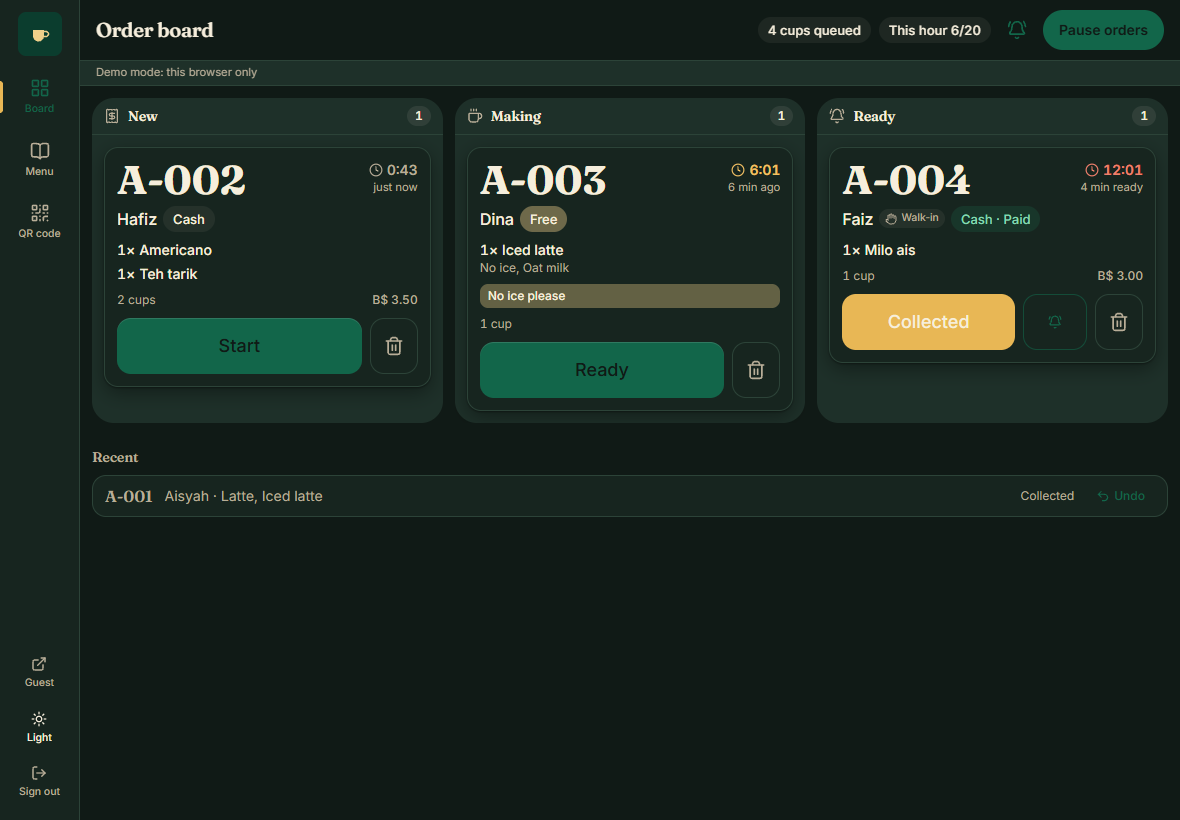 Order board
4 cups queued
This hour 6/20
Pause orders
Demo mode: this browser only
Board
Menu
QR code
Guest
Light
Sign out
New
1
A-002
0:43
just now
Hafiz
Cash
1× Americano
1× Teh tarik
2 cups
B$ 3.50
Start
Making
1
A-003
6:01
6 min ago
Dina
Free
1× Iced latte
No ice, Oat milk
No ice please
1 cup
Ready
Ready
1
A-004
12:01
4 min ready
Faiz
Walk-in
Cash · Paid
1× Milo ais
1 cup
B$ 3.00
Collected
Recent
A-001
Aisyah · Latte, Iced latte
Collected
Undo